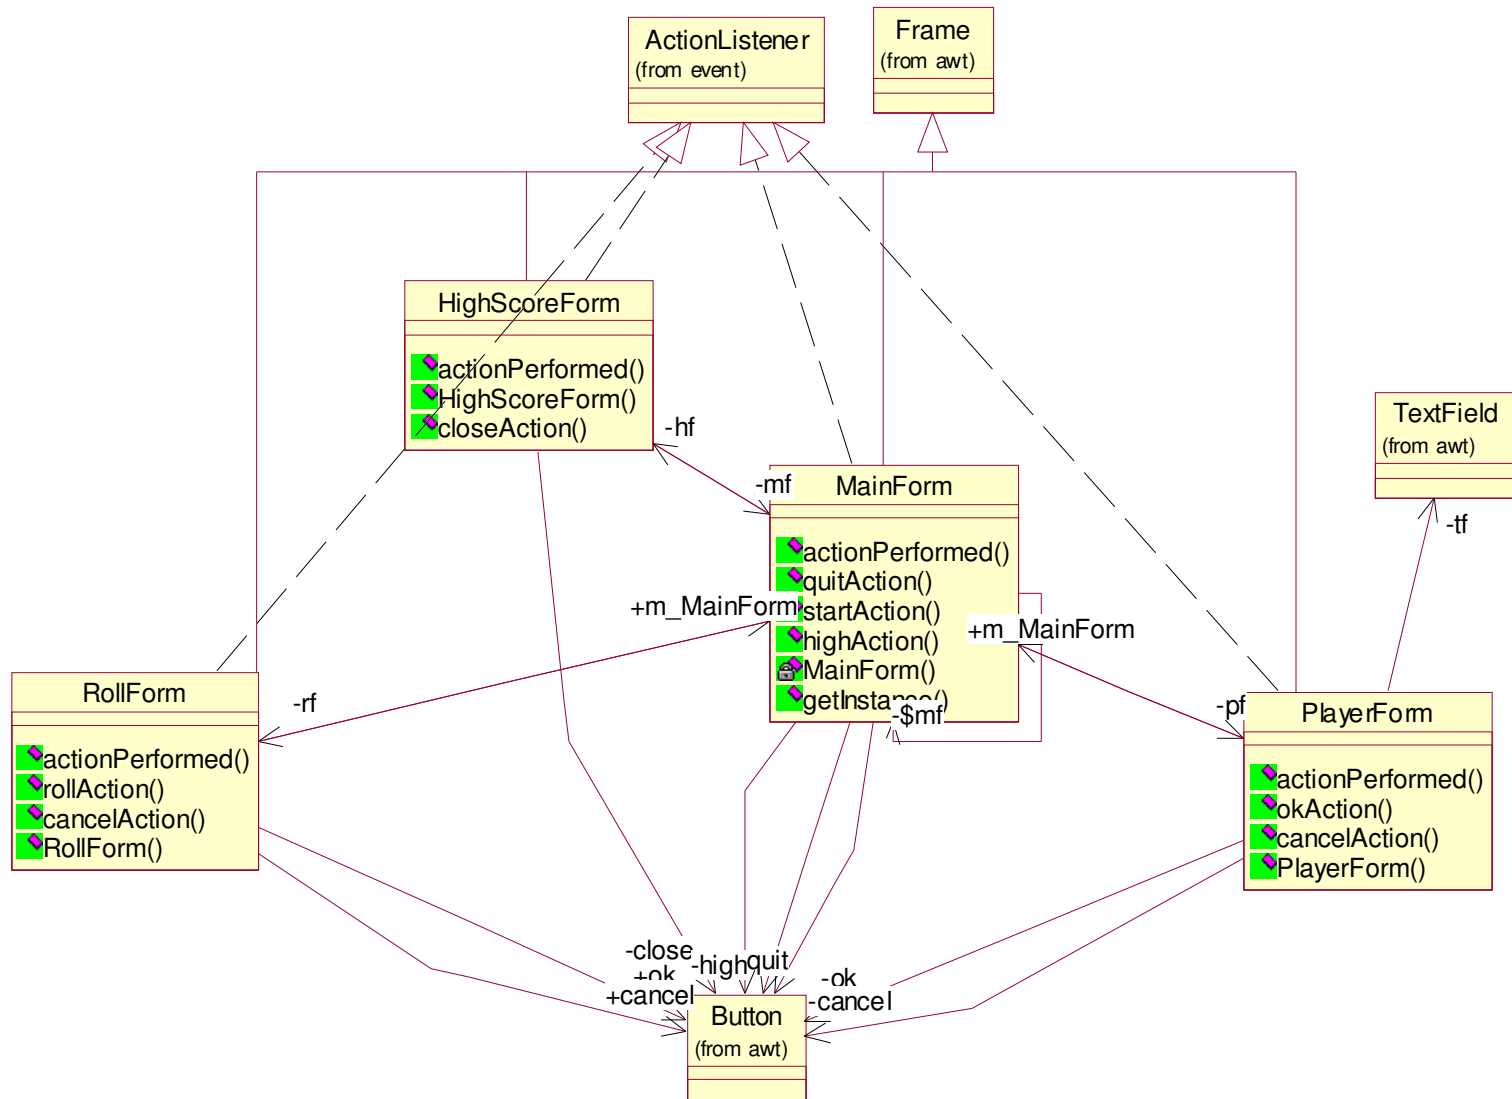 ActionListener
(from event)
Frame
(from awt)
HighScoreForm
actionPerformed()
HighScoreForm()
closeAction()
-hf
-mf
MainForm
actionPerformed()
quitAction()
startAction()
highAction()
MainForm()
getInstance()
-$mf
+m_MainForm
+m_MainForm
TextField
(from awt)
-tf
RollForm
actionPerformed()
rollAction()
cancelAction()
RollForm()
-rf
-pf
PlayerForm
actionPerformed()
okAction()
cancelAction()
PlayerForm()
-close
+ok
+cancel
-high
quit
-ok
-cancel
Button
(from awt)